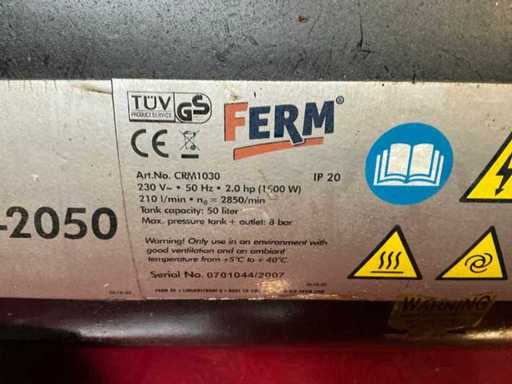 TÜV
PRODUCT SERVICE
GS
FERM®
CE
Art.No. CRM1030 IP 20
230 V~ • 50 Hz • 2.0 hp (1500 W)
210 l/min • n₀ = 2850/min
Tank capacity: 50 liter
Max. pressure tank + outlet: 8 bar
-2050
Warning! Only use in an environment with
good ventilation and an ambient
temperature from +5°C to + 40°C
Serial No. 0701044/2007
WARNING